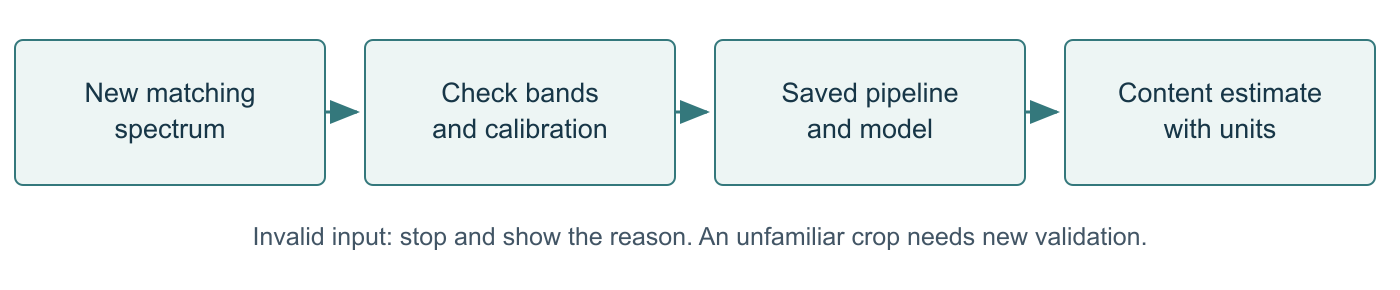 New matching
spectrum
Check bands
and calibration
Saved pipeline
and model
Content estimate
with units
Invalid input: stop and show the reason. An unfamiliar crop needs new validation.